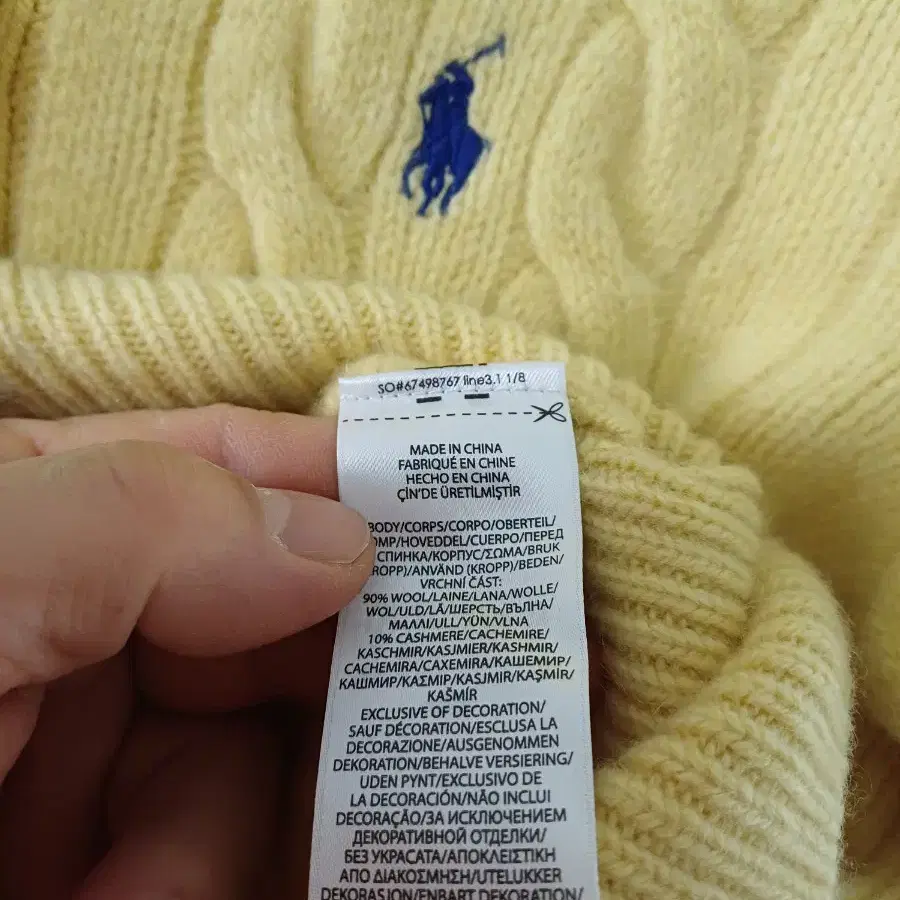 SO#67498767 line3.1 1/8
MADE IN CHINA
FABRIQUÉ EN CHINE
HECHO EN CHINA
ÇİN'DE ÜRETİLMİŞTİR
BODY/CORPS/CORPO/OBERTEIL/
OMP/HOVEDDEL/CUERPO/ПЕРЕД
СПИНКА/КОРПУС/ΣΩΜΑ/BRUK
KROPP)/ANVÄND (KROPP)/BEDEN/
VRCHNÍ ČÁST:
90% WOOL/LAINE/LANA/WOLLE/
WOL/ULD/LÃ/ШЕРСТЬ/ВЪЛНА/
ΜΑΛΛΙ/ULL/YÜN/VLNA
10% CASHMERE/CACHEMIRE/
KASCHMIR/KASJMIER/KASHMIR/
CACHEMIRA/CAXEMIRA/КАШЕМИР/
КАШМИР/ΚΑΣΜΙΡ/KASJMIR/KAŞMİR/
KAŠMÍR
EXCLUSIVE OF DECORATION/
SAUF DÉCORATION/ESCLUSA LA
DECORAZIONE/AUSGENOMMEN
DEKORATION/BEHALVE VERSIERING/
UDEN PYNT/EXCLUSIVO DE
LA DECORACIÓN/NÃO INCLUI
DECORAÇÃO/ЗА ИСКЛЮЧЕНИЕМ
ДЕКОРАТИВНОЙ ОТДЕЛКИ/
БЕЗ УКРАСАТА/ΑΠΟΚΛΕΙΣΤΙΚΗ
ΑΠΟ ΔΙΑΚΟΣΜΗΣΗ/UTELUKKER
DEKORASJON/ENBART DEKORATION/